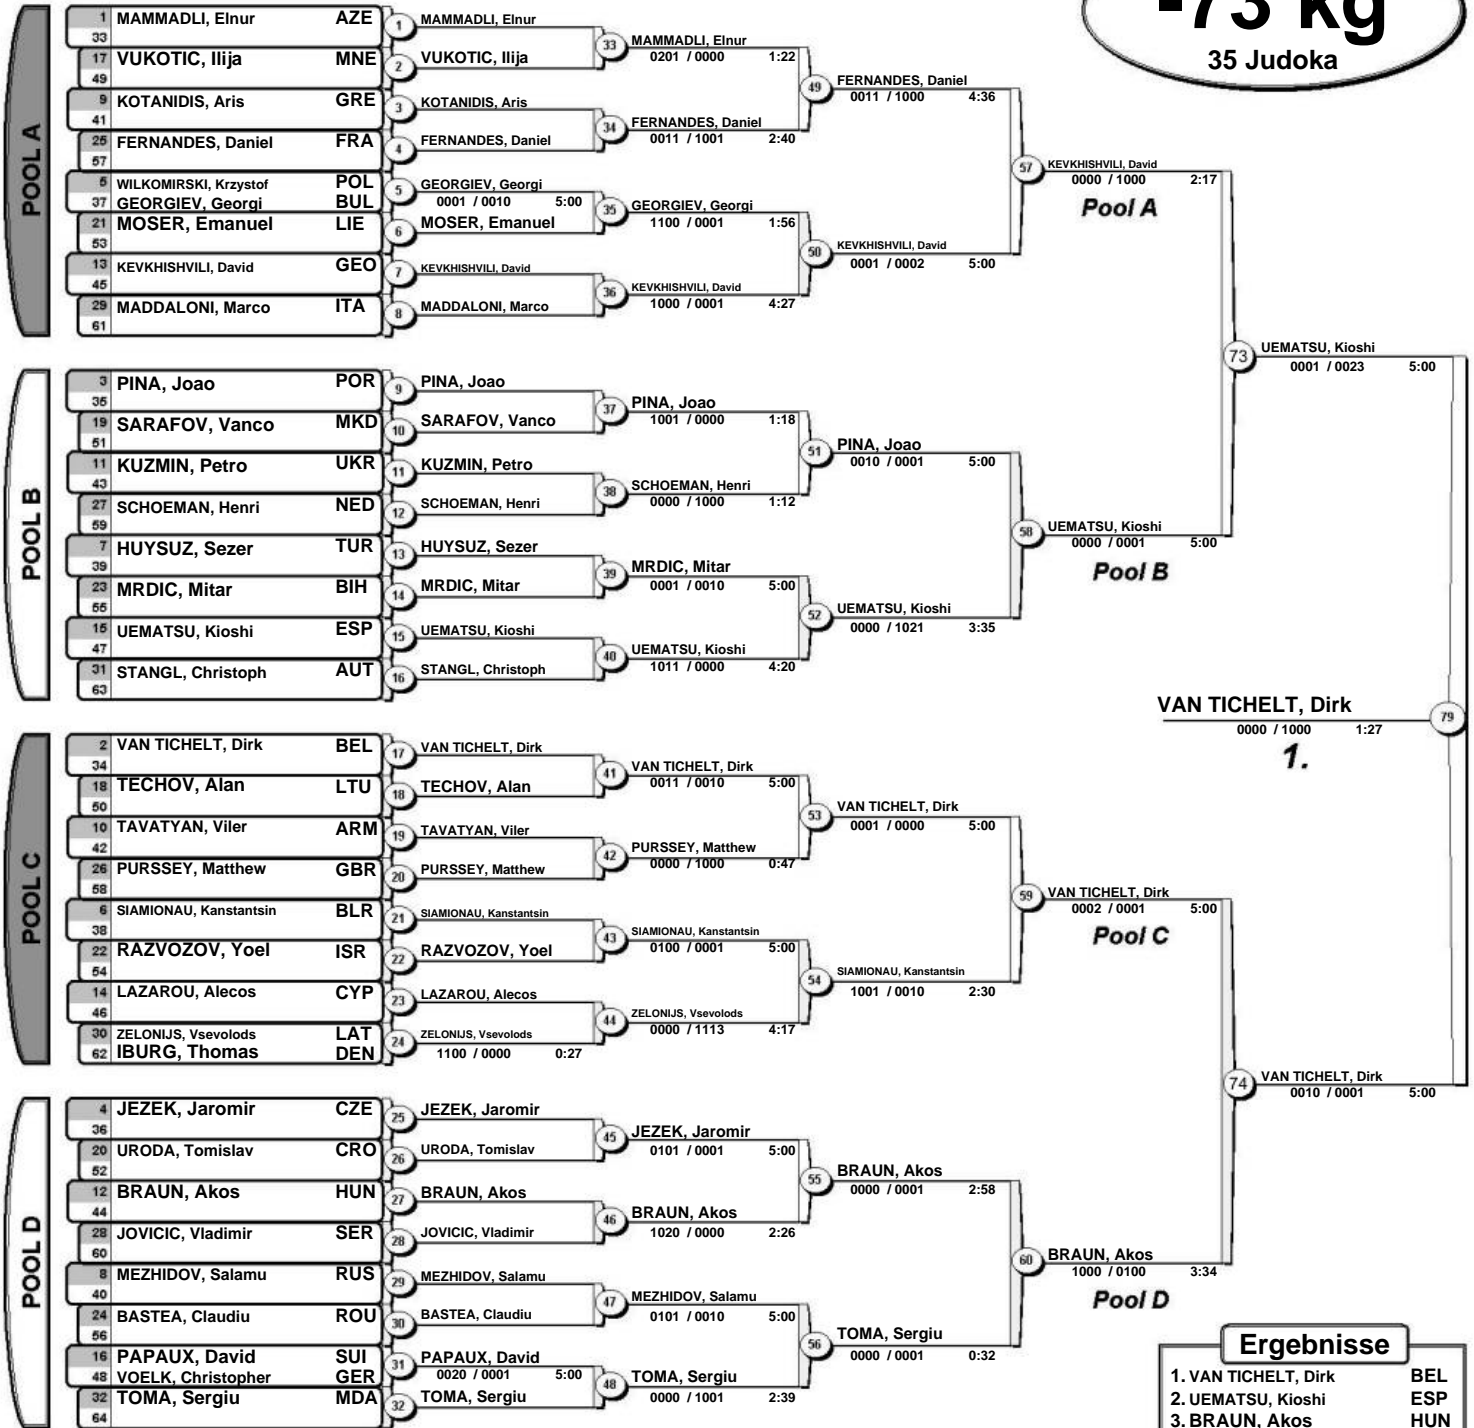 -73 kg
35 Judoka
POOL A
1 MAMMADLI, Elnur AZE
33
17 VUKOTIC, Ilija MNE
49
9 KOTANIDIS, Aris GRE
41
25 FERNANDES, Daniel FRA
57
5 WILKOMIRSKI, Krzystof POL
37 GEORGIEV, Georgi BUL
21 MOSER, Emanuel LIE
53
13 KEVKHISHVILI, David GEO
45
29 MADDALONI, Marco ITA
61
1 MAMMADLI, Elnur
2 VUKOTIC, Ilija
3 KOTANIDIS, Aris
4 FERNANDES, Daniel
5 GEORGIEV, Georgi
0001 / 0010 5:00
6 MOSER, Emanuel
7 KEVKHISHVILI, David
8 MADDALONI, Marco
33 MAMMADLI, Elnur
0201 / 0000 1:22
34 FERNANDES, Daniel
0011 / 1001 2:40
35 GEORGIEV, Georgi
1100 / 0001 1:56
36 KEVKHISHVILI, David
1000 / 0001 4:27
49 FERNANDES, Daniel
0011 / 1000 4:36
50 KEVKHISHVILI, David
0001 / 0002 5:00
57 KEVKHISHVILI, David
0000 / 1000 2:17
Pool A
POOL B
3 PINA, Joao POR
35
19 SARAFOV, Vanco MKD
51
11 KUZMIN, Petro UKR
43
27 SCHOEMAN, Henri NED
59
7 HUYSUZ, Sezer TUR
39
23 MRDIC, Mitar BIH
55
15 UEMATSU, Kioshi ESP
47
31 STANGL, Christoph AUT
63
9 PINA, Joao
10 SARAFOV, Vanco
11 KUZMIN, Petro
12 SCHOEMAN, Henri
13 HUYSUZ, Sezer
14 MRDIC, Mitar
15 UEMATSU, Kioshi
16 STANGL, Christoph
37 PINA, Joao
1001 / 0000 1:18
38 SCHOEMAN, Henri
0000 / 1000 1:12
39 MRDIC, Mitar
0001 / 0010 5:00
40 UEMATSU, Kioshi
1011 / 0000 4:20
51 PINA, Joao
0010 / 0001 5:00
52 UEMATSU, Kioshi
0000 / 1021 3:35
58 UEMATSU, Kioshi
0000 / 0001 5:00
Pool B
73 UEMATSU, Kioshi
0001 / 0023 5:00
VAN TICHELT, Dirk 79
0000 / 1000 1:27
1.
POOL C
2 VAN TICHELT, Dirk BEL
34
18 TECHOV, Alan LTU
50
10 TAVATYAN, Viler ARM
42
26 PURSSEY, Matthew GBR
58
6 SIAMIONAU, Kanstantsin BLR
38
22 RAZVOZOV, Yoel ISR
54
14 LAZAROU, Alecos CYP
46
30 ZELONIJS, Vsevolods LAT
62 IBURG, Thomas DEN
17 VAN TICHELT, Dirk
18 TECHOV, Alan
19 TAVATYAN, Viler
20 PURSSEY, Matthew
21 SIAMIONAU, Kanstantsin
22 RAZVOZOV, Yoel
23 LAZAROU, Alecos
24 ZELONIJS, Vsevolods
1100 / 0000 0:27
41 VAN TICHELT, Dirk
0011 / 0010 5:00
42 PURSSEY, Matthew
0000 / 1000 0:47
43 SIAMIONAU, Kanstantsin
0100 / 0001 5:00
44 ZELONIJS, Vsevolods
0000 / 1113 4:17
53 VAN TICHELT, Dirk
0001 / 0000 5:00
54 SIAMIONAU, Kanstantsin
1001 / 0010 2:30
59 VAN TICHELT, Dirk
0002 / 0001 5:00
Pool C
74 VAN TICHELT, Dirk
0010 / 0001 5:00
POOL D
4 JEZEK, Jaromir CZE
36
20 URODA, Tomislav CRO
52
12 BRAUN, Akos HUN
44
28 JOVICIC, Vladimir SER
60
8 MEZHIDOV, Salamu RUS
40
24 BASTEA, Claudiu ROU
56
16 PAPAUX, David SUI
48 VOELK, Christopher GER
32 TOMA, Sergiu MDA
64
25 JEZEK, Jaromir
26 URODA, Tomislav
27 BRAUN, Akos
28 JOVICIC, Vladimir
29 MEZHIDOV, Salamu
30 BASTEA, Claudiu
31 PAPAUX, David
0020 / 0001 5:00
32 TOMA, Sergiu
45 JEZEK, Jaromir
0101 / 0001 5:00
46 BRAUN, Akos
1020 / 0000 2:26
47 MEZHIDOV, Salamu
0101 / 0010 5:00
48 TOMA, Sergiu
0000 / 1001 2:39
55 BRAUN, Akos
0000 / 0001 2:58
56 TOMA, Sergiu
0000 / 0001 0:32
60 BRAUN, Akos
1000 / 0100 3:34
Pool D
Ergebnisse
1. VAN TICHELT, Dirk BEL
2. UEMATSU, Kioshi ESP
3. BRAUN, Akos HUN